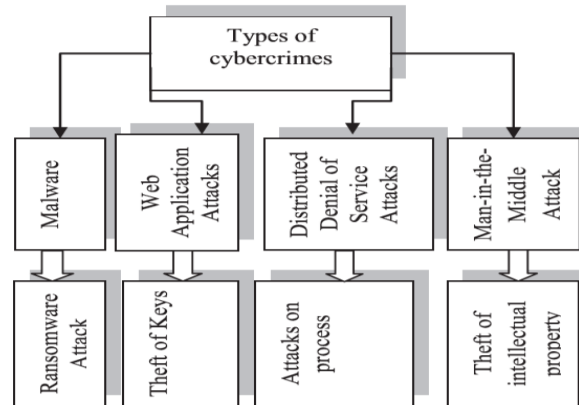 Types of
cybercrimes
Malware
Web
Application
Attacks
Distributed
Denial of
Service
Attacks
Man-in-the-
Middle
Attack
Ransomware
Attack
Theft of Keys
Attacks on
process
Theft of
intellectual
property